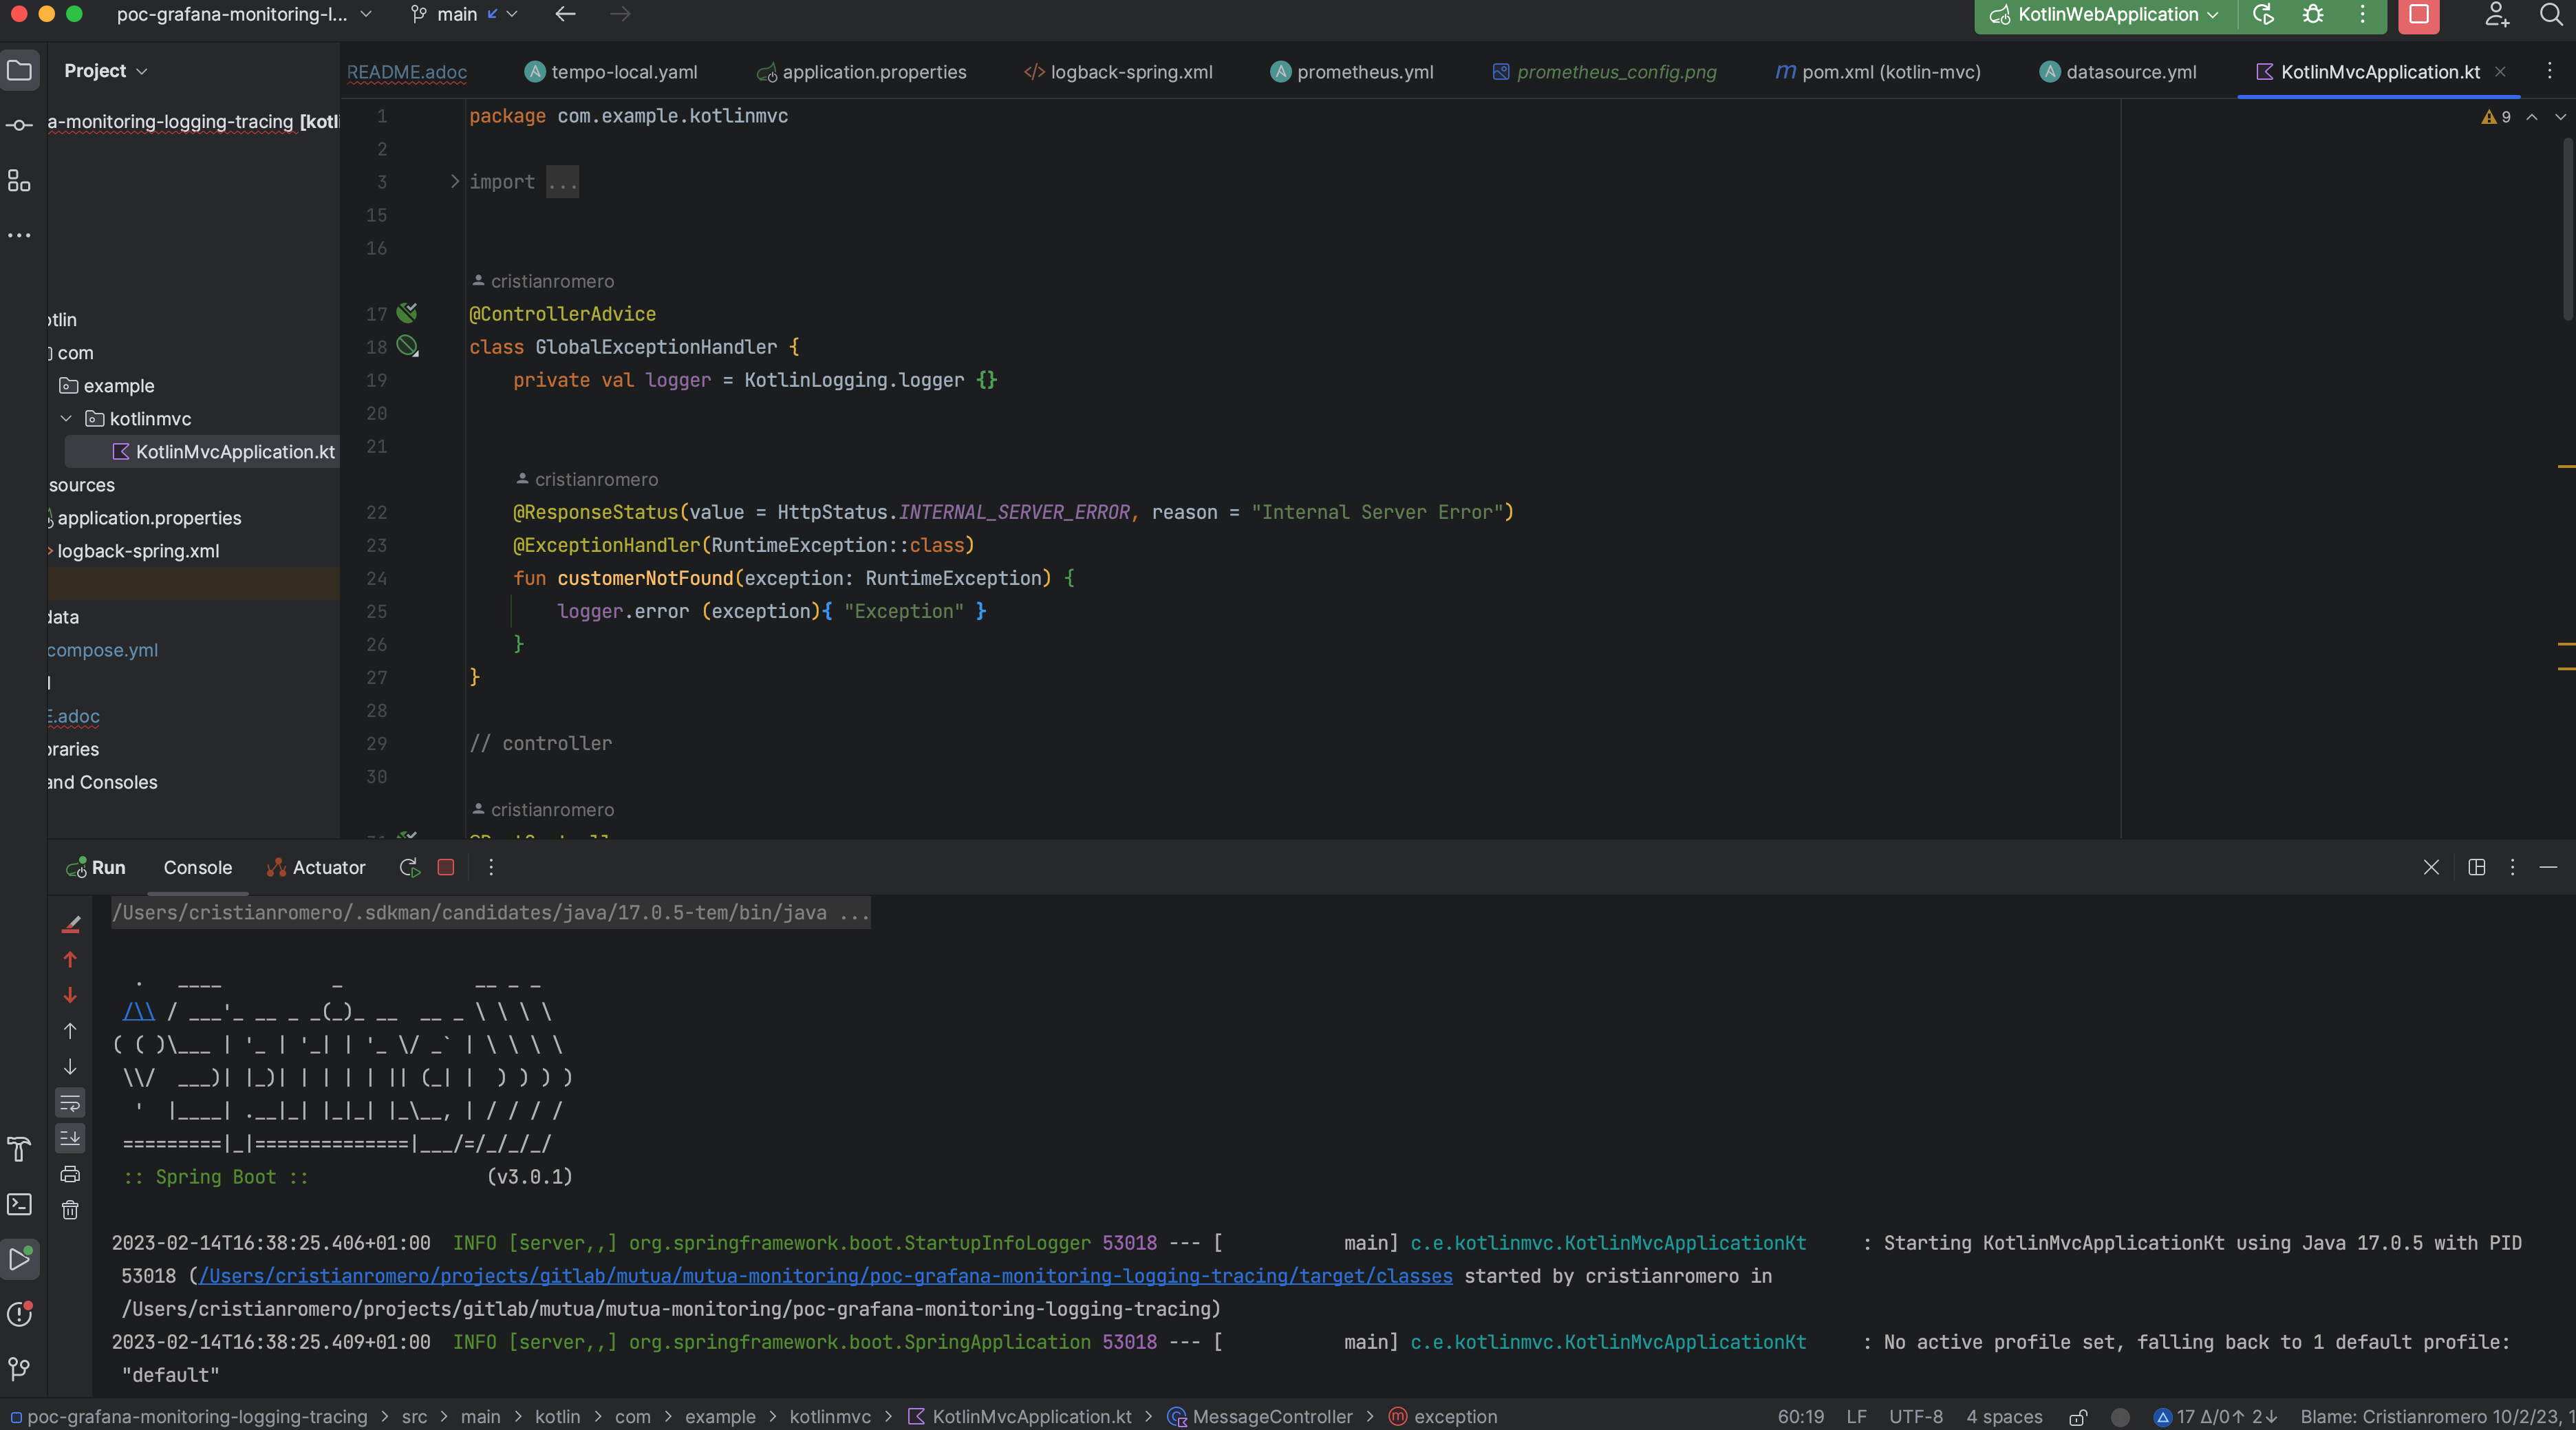 poc-grafana-monitoring-l... main KotlinWebApplication
Project
README.adoc tempo-local.yaml application.properties logback-spring.xml prometheus.yml prometheus_config.png pom.xml (kotlin-mvc) datasource.yml KotlinMvcApplication.kt
a-monitoring-logging-tracing [kotl
otlin
com
example
kotlinmvc
KotlinMvcApplication.kt
sources
application.properties
logback-spring.xml
data
compose.yml
l
E.adoc
oraries
and Consoles
9
1 package com.example.kotlinmvc
2
3 import ...
15
16
cristianromero
17 @ControllerAdvice
18 class GlobalExceptionHandler {
19 private val logger = KotlinLogging.logger {}
20
21
cristianromero
22 @ResponseStatus(value = HttpStatus.INTERNAL_SERVER_ERROR, reason = "Internal Server Error")
23 @ExceptionHandler(RuntimeException::class)
24 fun customerNotFound(exception: RuntimeException) {
25 logger.error (exception){ "Exception" }
26 }
27 }
28
29 // controller
30
cristianromero
Run Console Actuator
/Users/cristianromero/.sdkman/candidates/java/17.0.5-tem/bin/java ...
  .   ____          _            __ _ _
 /\\ / ___'_ __ _ _(_)_ __  __ _ \ \ \ \
( ( )\___ | '_ | '_| | '_ \/ _` | \ \ \ \
 \\/  ___)| |_)| | | | | || (_| |  ) ) ) )
  '  |____| .__|_| |_|_| |_\__, | / / / /
 =========|_|==============|___/=/_/_/_/
:: Spring Boot :: (v3.0.1)
2023-02-14T16:38:25.406+01:00 INFO [server,,] org.springframework.boot.StartupInfoLogger 53018 --- [ main] c.e.kotlinmvc.KotlinMvcApplicationKt : Starting KotlinMvcApplicationKt using Java 17.0.5 with PID
53018 (/Users/cristianromero/projects/gitlab/mutua/mutua-monitoring/poc-grafana-monitoring-logging-tracing/target/classes started by cristianromero in
/Users/cristianromero/projects/gitlab/mutua/mutua-monitoring/poc-grafana-monitoring-logging-tracing)
2023-02-14T16:38:25.409+01:00 INFO [server,,] org.springframework.boot.SpringApplication 53018 --- [ main] c.e.kotlinmvc.KotlinMvcApplicationKt : No active profile set, falling back to 1 default profile:
"default"
poc-grafana-monitoring-logging-tracing > src > main > kotlin > com > example > kotlinmvc > KotlinMvcApplication.kt > MessageController > exception 60:19 LF UTF-8 4 spaces 17 Δ/0↑ 2↓ Blame: Cristianromero 10/2/23, 1